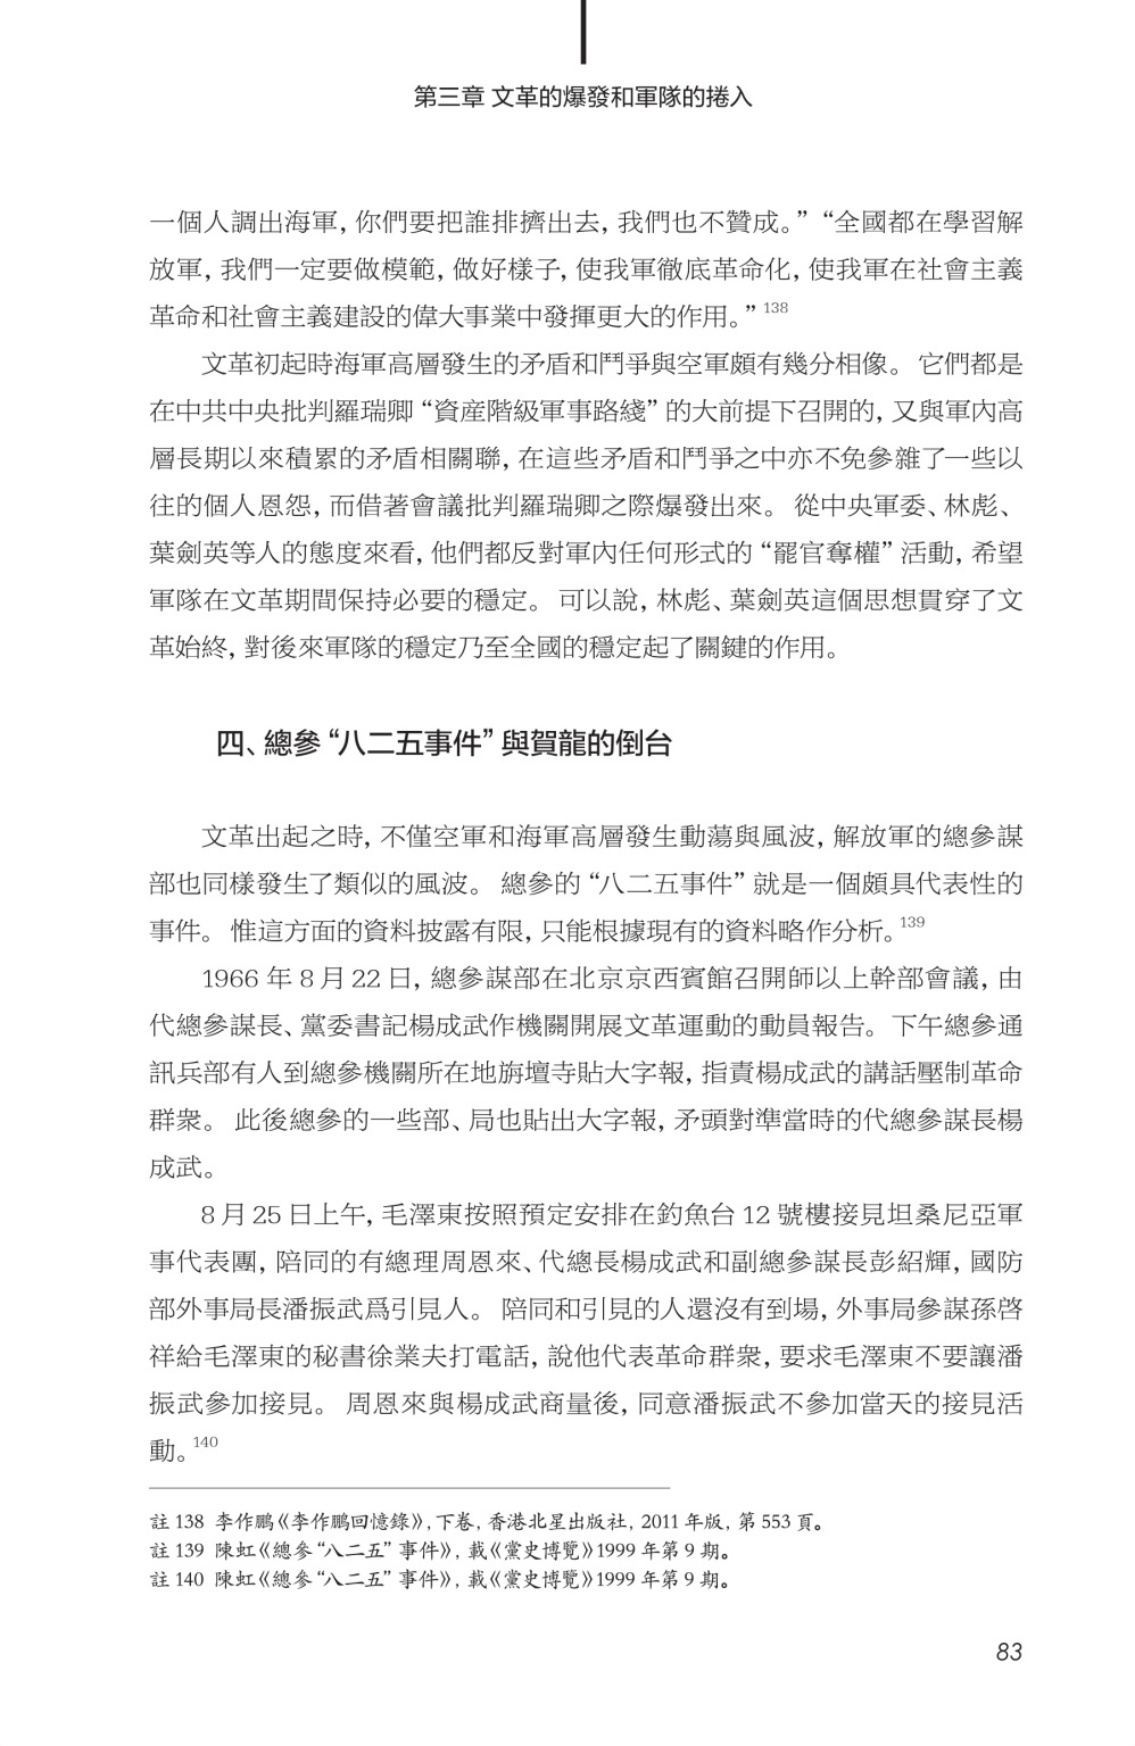 第三章 文革的爆發和軍隊的捲入
一個人調出海軍, 你們要把誰排擠出去, 我們也不贊成。” “全國都在學習解
放軍, 我們一定要做模範, 做好樣子, 使我軍徹底革命化, 使我軍在社會主義
革命和社會主義建設的偉大事業中發揮更大的作用。” 138
文革初起時海軍高層發生的矛盾和鬥爭與空軍頗有幾分相像。 它們都是
在中共中央批判羅瑞卿 “資産階級軍事路綫” 的大前提下召開的, 又與軍內高
層長期以來積累的矛盾相關聯, 在這些矛盾和鬥爭之中亦不免參雜了一些以
往的個人恩怨, 而借著會議批判羅瑞卿之際爆發出來。 從中央軍委、林彪、
葉劍英等人的態度來看, 他們都反對軍內任何形式的 “罷官奪權” 活動, 希望
軍隊在文革期間保持必要的穩定。 可以說, 林彪、葉劍英這個思想貫穿了文
革始終, 對後來軍隊的穩定乃至全國的穩定起了關鍵的作用。
四、總參 “八二五事件” 與賀龍的倒台
文革出起之時, 不僅空軍和海軍高層發生動蕩與風波, 解放軍的總參謀
部也同樣發生了類似的風波。 總參的 “八二五事件” 就是一個頗具代表性的
事件。 惟這方面的資料披露有限, 只能根據現有的資料略作分析。139
1966 年 8 月 22 日, 總參謀部在北京京西賓館召開師以上幹部會議, 由
代總參謀長、黨委書記楊成武作機關開展文革運動的動員報告。 下午總參通
訊兵部有人到總參機關所在地旃壇寺貼大字報, 指責楊成武的講話壓制革命
群衆。 此後總參的一些部、局也貼出大字報, 矛頭對準當時的代總參謀長楊
成武。
8 月 25 日上午, 毛澤東按照預定安排在釣魚台 12 號樓接見坦桑尼亞軍
事代表團, 陪同的有總理周恩來、代總長楊成武和副總參謀長彭紹輝, 國防
部外事局長潘振武爲引見人。 陪同和引見的人還沒有到場, 外事局參謀孫啓
祥給毛澤東的秘書徐業夫打電話, 說他代表革命群衆, 要求毛澤東不要讓潘
振武參加接見。 周恩來與楊成武商量後, 同意潘振武不參加當天的接見活
動。140
註 138 李作鵬《李作鵬回憶錄》, 下卷, 香港北星出版社, 2011 年版, 第 553 頁。
註 139 陳虹《總參 “八二五” 事件》, 載《黨史博覽》1999 年第 9 期。
註 140 陳虹《總參 “八二五” 事件》, 載《黨史博覽》1999 年第 9 期。
83